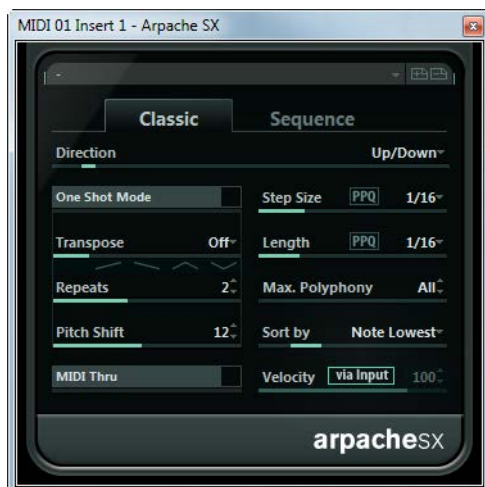 MIDI 01 Insert 1 - Arpache SX
-
Classic Sequence
Direction Up/Down
One Shot Mode Step Size PPQ 1/16
Transpose Off Length PPQ 1/16
Repeats 2 Max. Polyphony All
Pitch Shift 12 Sort by Note Lowest
MIDI Thru Velocity via Input 100
arpachesx